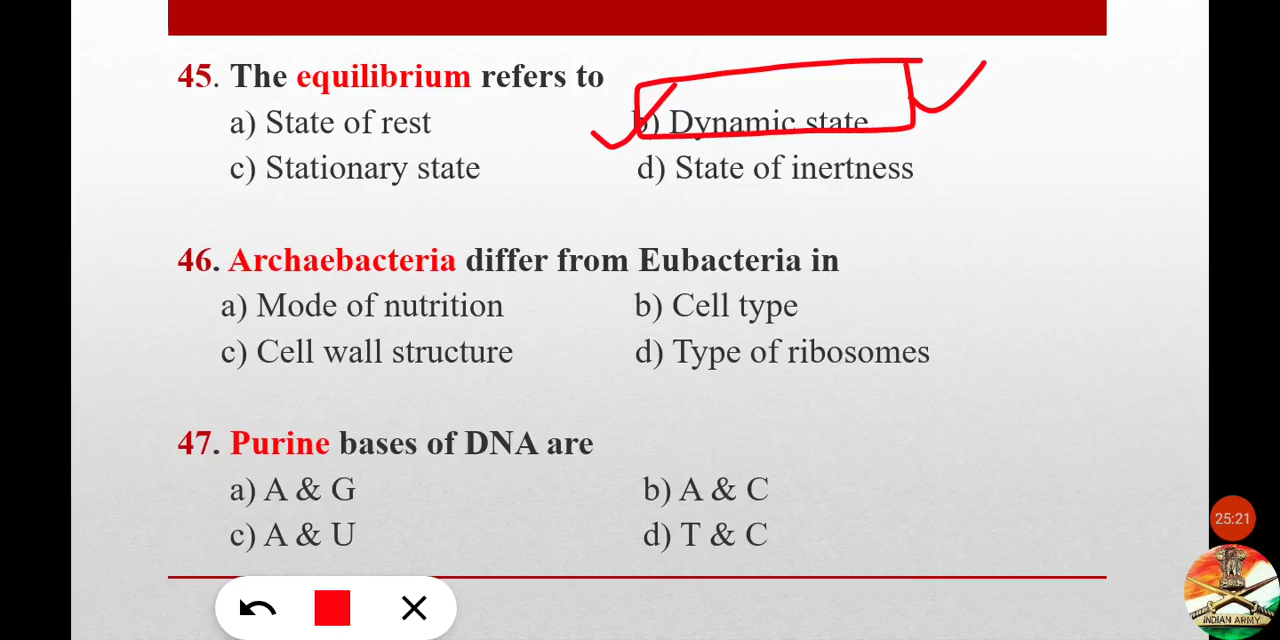 45. The equilibrium refers to
a) State of rest b) Dynamic state
c) Stationary state d) State of inertness
46. Archaebacteria differ from Eubacteria in
a) Mode of nutrition b) Cell type
c) Cell wall structure d) Type of ribosomes
47. Purine bases of DNA are
a) A & G b) A & C
c) A & U d) T & C
25:21
INDIAN ARMY